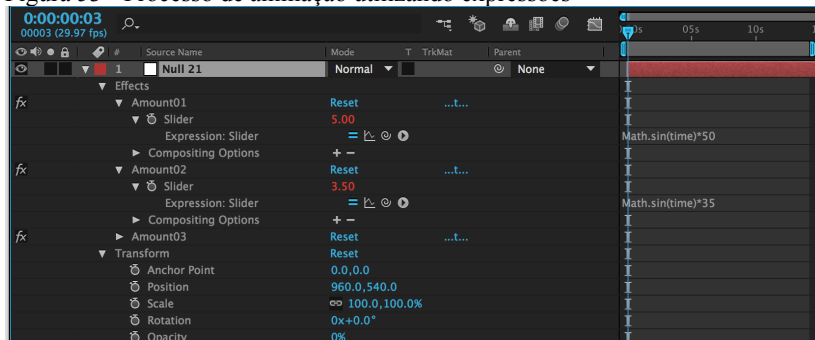 Figura 53 - Processo de animação utilizando expressões
0:00:00:03
00003 (29.97 fps)
0s 05s 10s
# Source Name Mode T TrkMat Parent
1 Null 21 Normal None
Effects
fx Amount01 Reset ...t...
Slider 5.00
Expression: Slider Math.sin(time)*50
Compositing Options + −
fx Amount02 Reset ...t...
Slider 3.50
Expression: Slider Math.sin(time)*35
Compositing Options + −
fx Amount03 Reset ...t...
Transform Reset
Anchor Point 0.0,0.0
Position 960.0,540.0
Scale 100.0,100.0%
Rotation 0x+0.0°
Opacity 0%